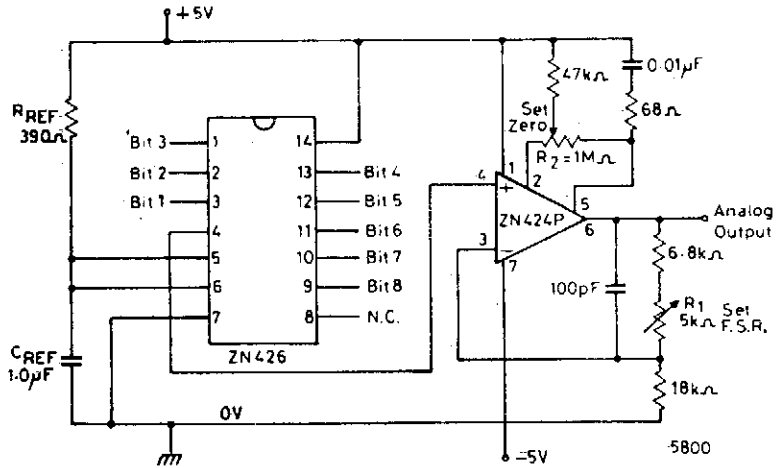 +5V
RREF
390Ω
Bit 3
Bit 2
Bit 1
1
2
3
4
5
6
7
14
13
12
11
10
9
8
Bit 4
Bit 5
Bit 6
Bit 7
Bit 8
N.C.
ZN426
CREF
1.0µF
0V
47kΩ
0.01µF
68Ω
Set
Zero
R2=1MΩ
4
+
1
2
5
ZN424P
6
3
−
7
Analog
Output
100pF
6.8kΩ
R1
5kΩ
Set
F.S.R.
18kΩ
−5V
5800